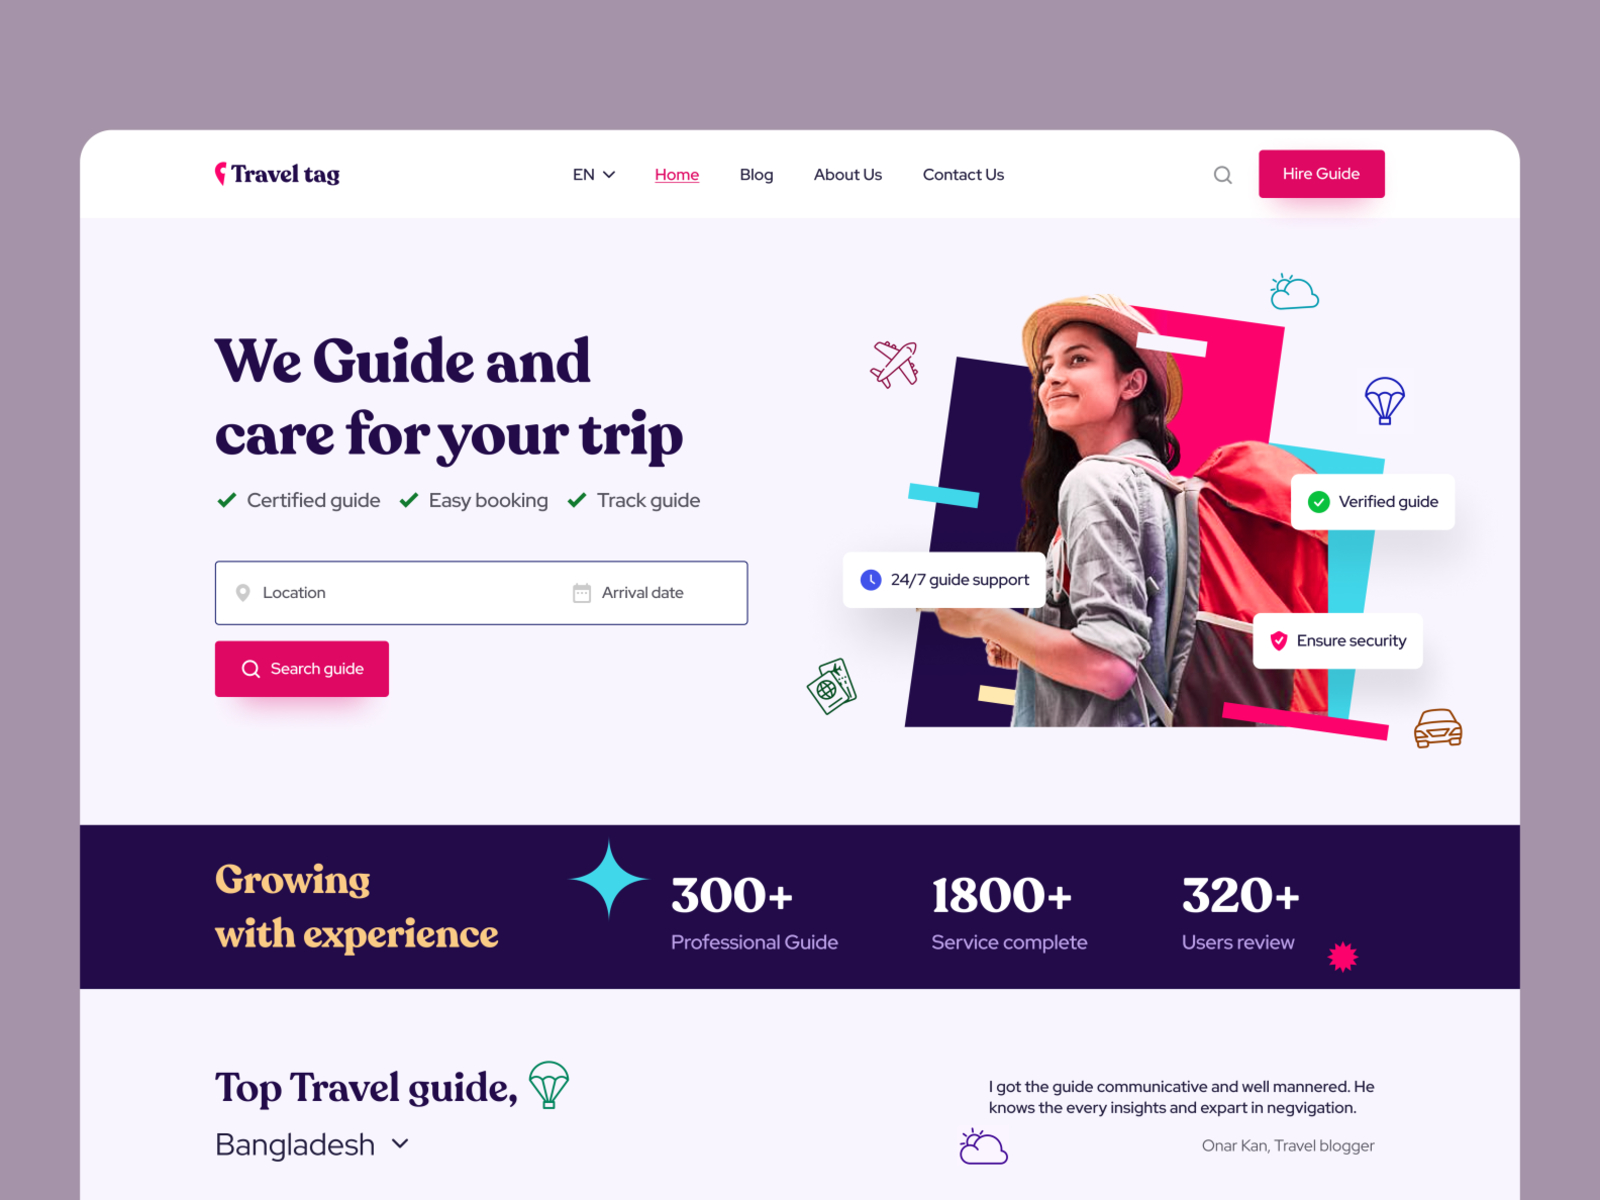 Travel tag
EN
Home
Blog
About Us
Contact Us
Hire Guide
We Guide and
care for your trip
Certified guide
Easy booking
Track guide
Location
Arrival date
Search guide
Verified guide
24/7 guide support
Ensure security
Growing
with experience
300+
Professional Guide
1800+
Service complete
320+
Users review
Top Travel guide,
Bangladesh
I got the guide communicative and well mannered. He
knows the every insights and expart in negvigation.
Onar Kan, Travel blogger